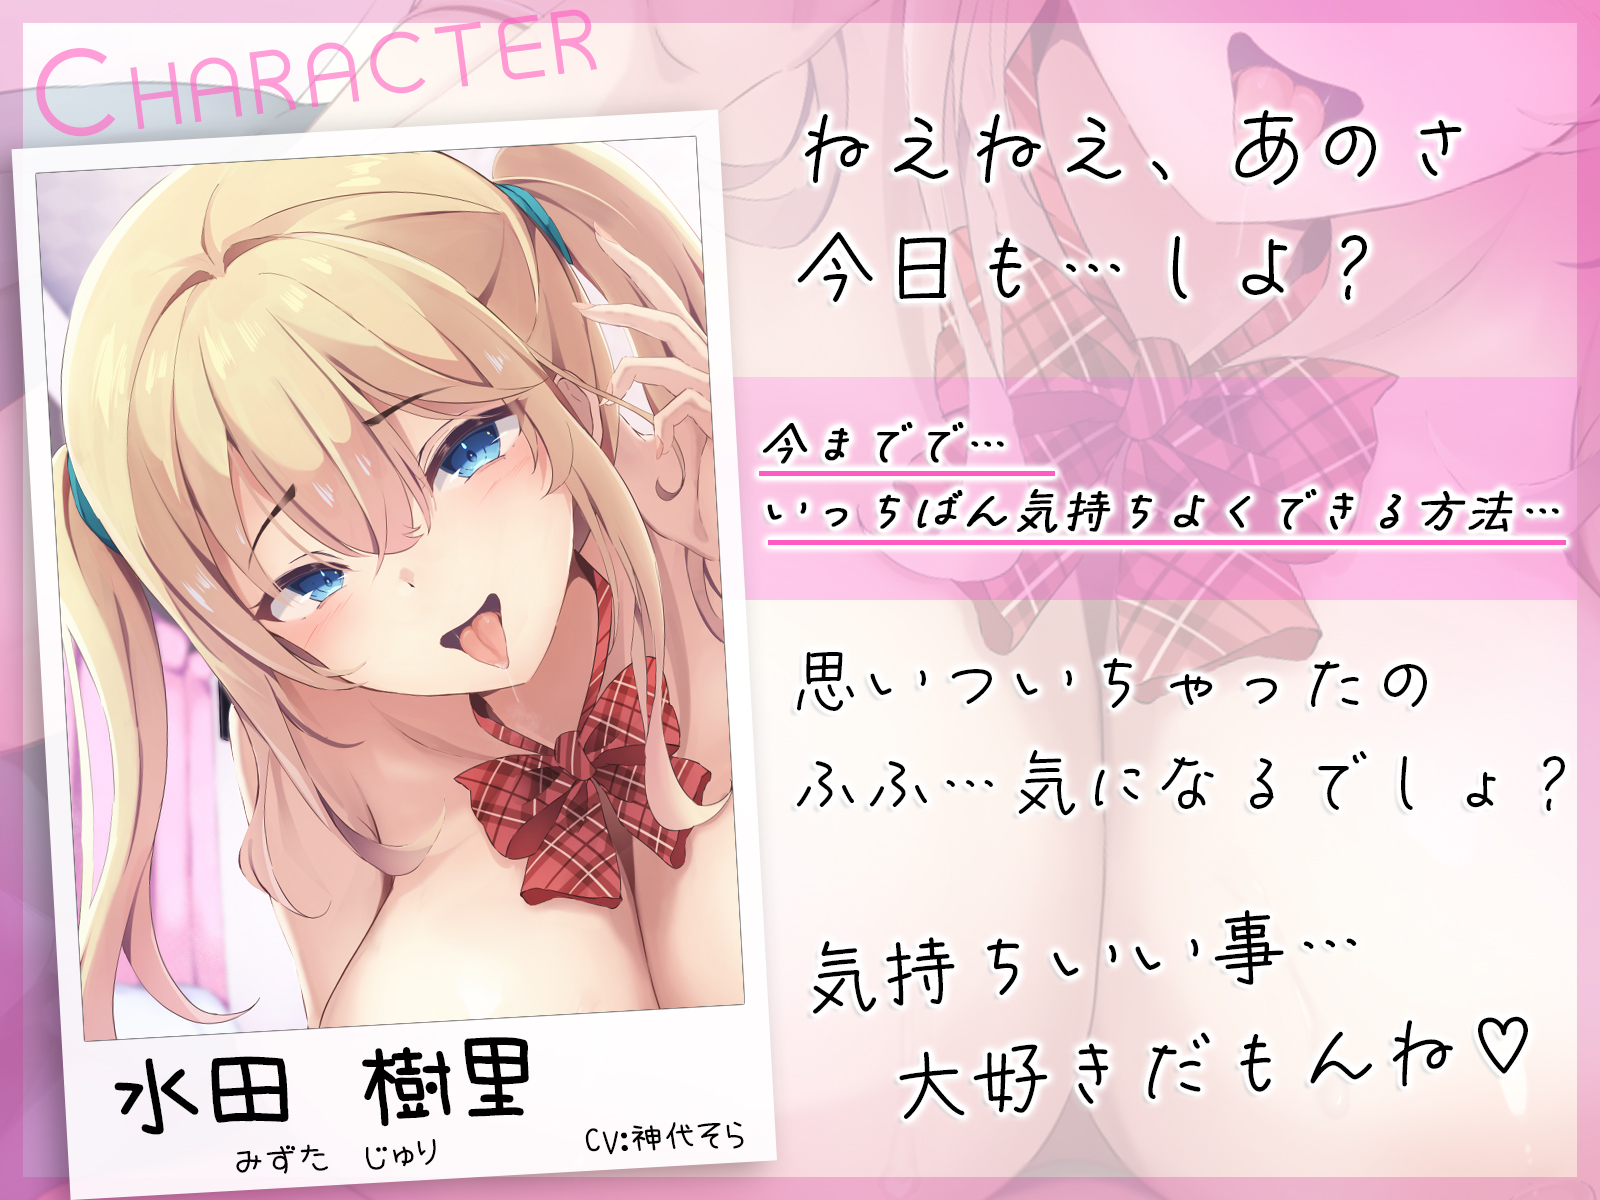 CHARACTER
ねえねえ、あのさ
今日も…しよ?
今までで…
いっちばん気持ちよくできる方法…
思いついちゃったの
ふふ…気になるでしょ?
気持ちいい事…
大好きだもんね♡
水田 樹里
みずた じゅり
CV:神代そら